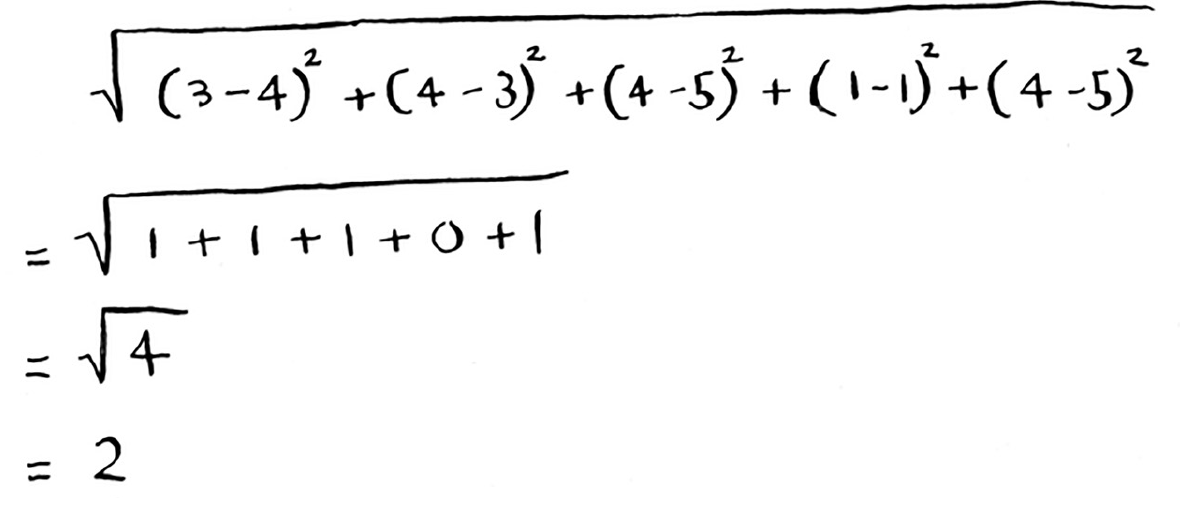 √((3-4)² + (4-3)² + (4-5)² + (1-1)² + (4-5)²)
= √(1 + 1 + 1 + 0 + 1)
= √4
= 2